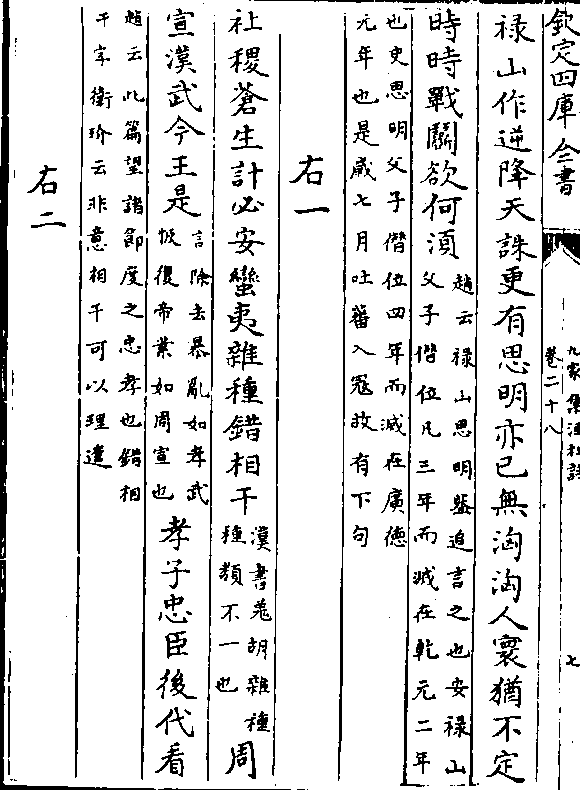 欽定四庫全書
九家集注杜詩
卷二十八
七
祿山作逆降天誅更有思明亦已無洶洶人寰猶不定
時時戰鬭欲何須
趙云祿山思明葢追言之也安祿山
父子僭位凡三年而滅在乾元二年
也史思明父子僭位四年而滅在廣德
元年也是歲七月吐蕃入冦故有下句
右一
社稷蒼生計必安蠻夷雜種錯相干
漢書羌胡雜種
種類不一也
周
宣漢武今王是
言除去暴亂如孝武
恢復帝業如周宣也
孝子忠臣後代看
趙云此篇望諸節度之忠孝也錯相
干字衛玠云非意相干可以理遣
右二